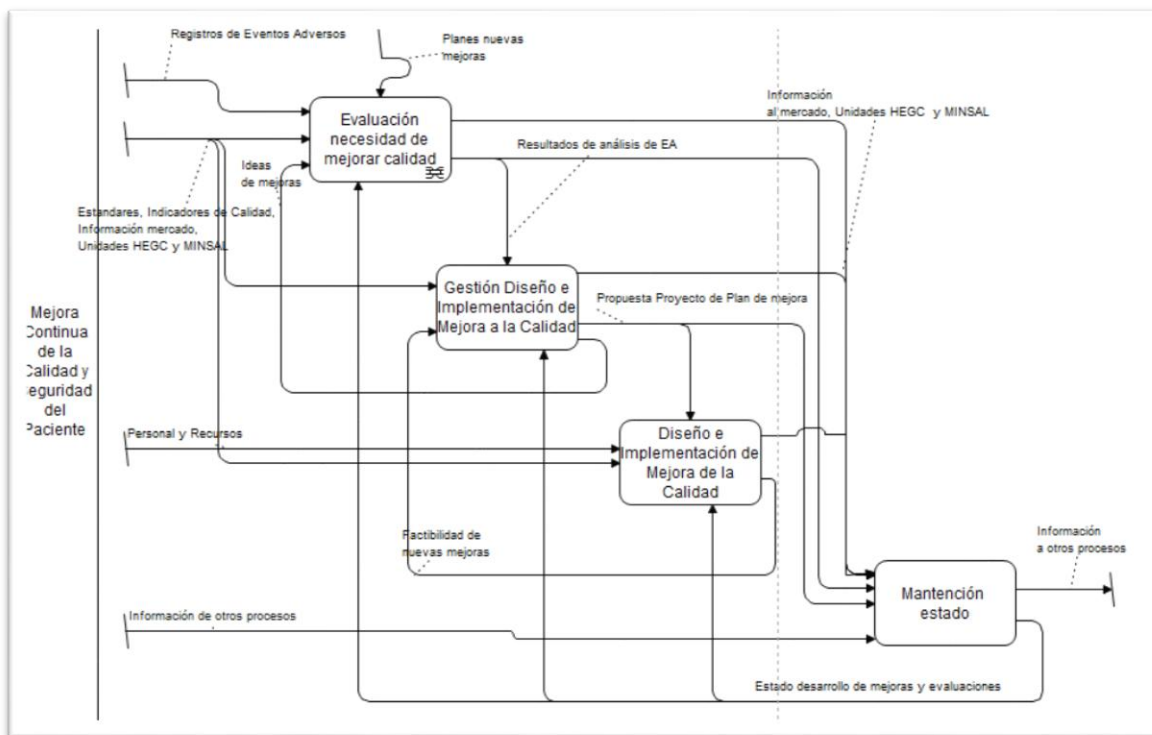 Registros de Eventos Adversos
Planes nuevas
mejoras
Evaluación
necesidad de
mejorar calidad
Información
al mercado, Unidades HEGC y MINSAL
Resultados de análisis de EA
Ideas
de mejoras
Estandares, Indicadores de Calidad,
Información mercado,
Unidades HEGC y MINSAL
Gestión Diseño e
Implementación de
Mejora a la Calidad
Propuesta Proyecto de Plan de mejora
Mejora
Continua
de la
Calidad y
Seguridad
del
Paciente
Personal y Recursos
Diseño e
Implementación de
Mejora de la
Calidad
Factibilidad de
nuevas mejoras
Información
a otros procesos
Mantención
estado
Información de otros procesos
Estado desarrollo de mejoras y evaluaciones